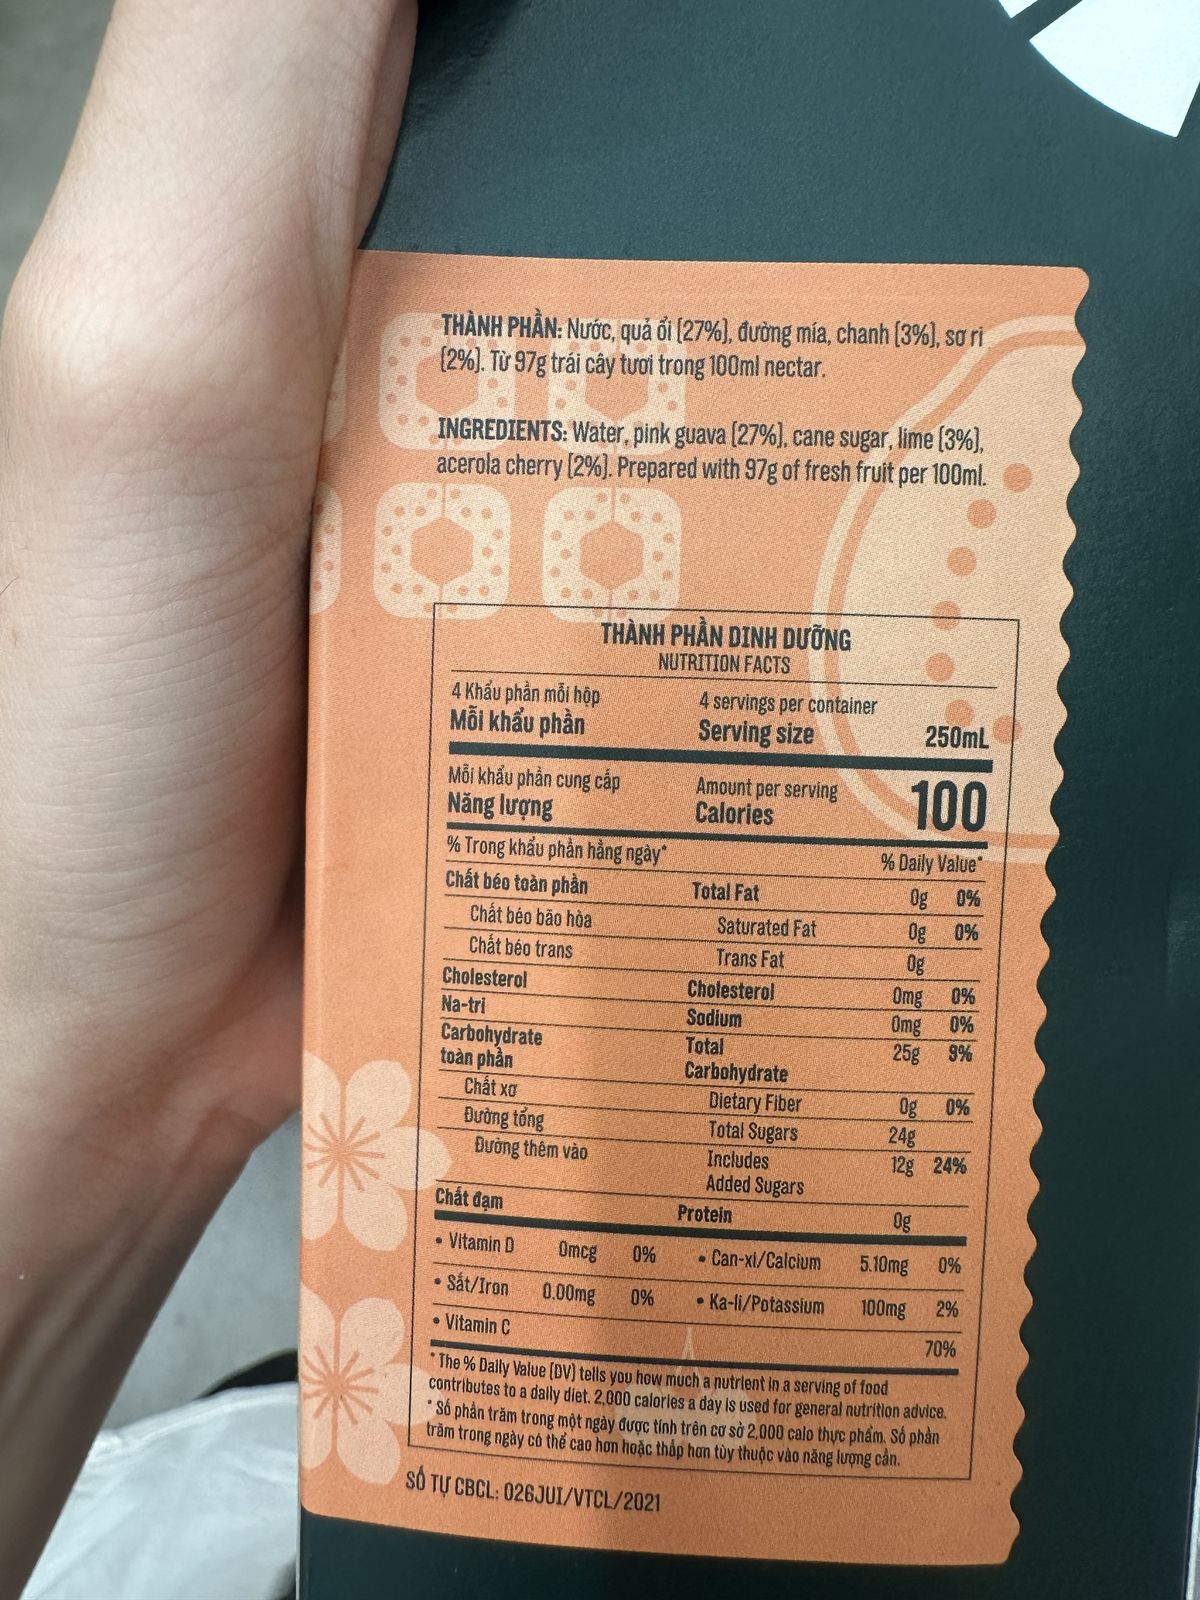 THÀNH PHẦN: Nước, quả ổi (27%), đường mía, chanh (3%), sơ ri
(2%). Từ 97g trái cây tươi trong 100ml nectar.
INGREDIENTS: Water, pink guava (27%), cane sugar, lime (3%),
acerola cherry (2%). Prepared with 97g of fresh fruit per 100ml.
THÀNH PHẦN DINH DƯỠNG
NUTRITION FACTS
4 Khẩu phần mỗi hộp 4 servings per container
Mỗi khẩu phần Serving size 250mL
Mỗi khẩu phần cung cấp Amount per serving
Năng lượng Calories 100
% Trong khẩu phần hằng ngày* % Daily Value*
Chất béo toàn phần Total Fat 0g 0%
Chất béo bão hòa Saturated Fat 0g 0%
Chất béo trans Trans Fat 0g
Cholesterol Cholesterol 0mg 0%
Na-tri Sodium 0mg 0%
Carbohydrate Total 25g 9%
toàn phần Carbohydrate
Chất xơ Dietary Fiber 0g 0%
Đường tổng Total Sugars 24g
Đường thêm vào Includes 12g 24%
Added Sugars
Chất đạm Protein 0g
• Vitamin D 0mcg 0% • Can-xi/Calcium 5.10mg 0%
• Sắt/Iron 0.00mg 0% • Ka-li/Potassium 100mg 2%
• Vitamin C 70%
* The % Daily Value (DV) tells you how much a nutrient in a serving of food
contributes to a daily diet. 2,000 calories a day is used for general nutrition advice.
* Số phần trăm trong một ngày được tính trên cơ sở 2,000 calo thực phẩm. Số phần
trăm trong ngày có thể cao hơn hoặc thấp hơn tùy thuộc vào năng lượng cần.
SỐ TỰ CBCL: 026JUI/VTCL/2021